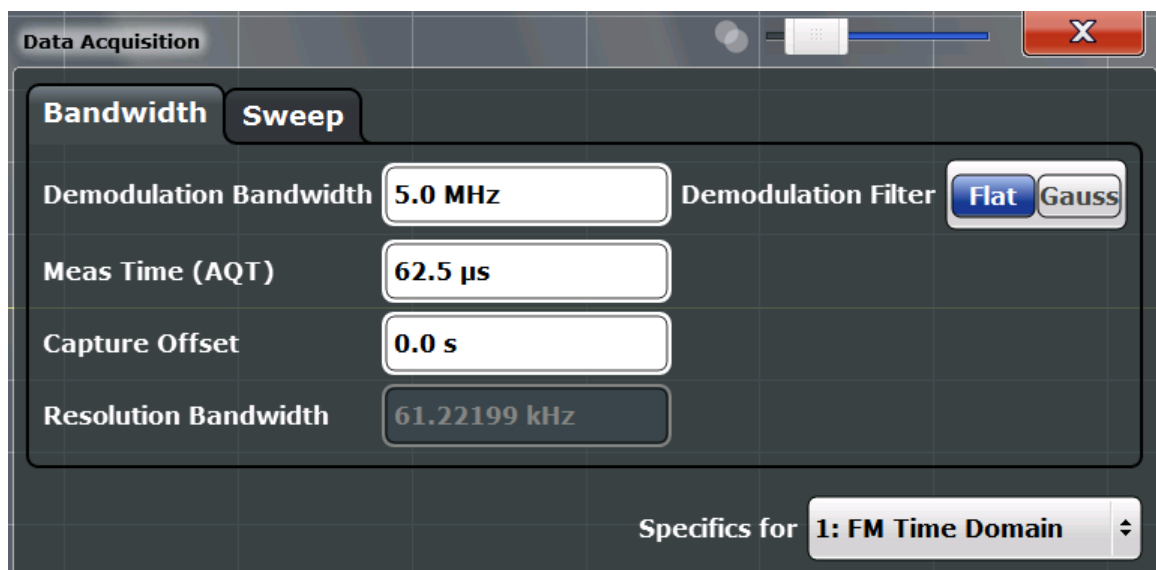 Data Acquisition X
Bandwidth Sweep
Demodulation Bandwidth 5.0 MHz Demodulation Filter Flat Gauss
Meas Time (AQT) 62.5 µs
Capture Offset 0.0 s
Resolution Bandwidth 61.22199 kHz
Specifics for 1: FM Time Domain